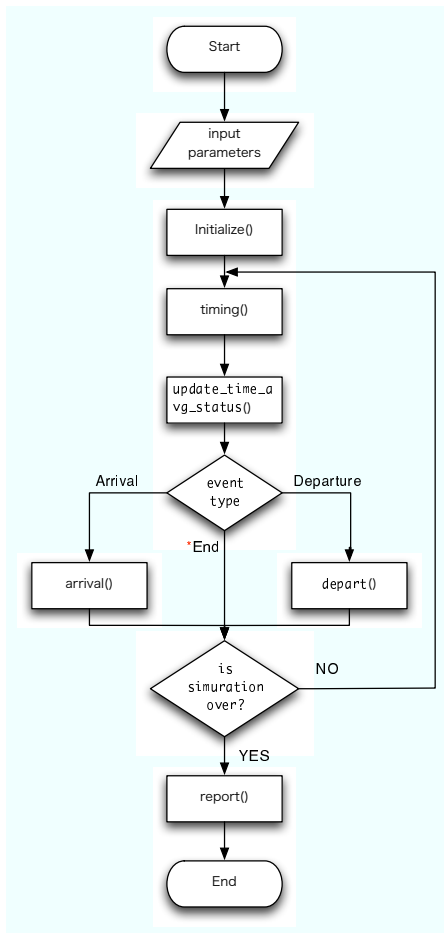 Start
input
parameters
Initialize()
timing()
update_time_a
vg_status()
event
type
Arrival
Departure
*End
arrival()
depart()
is
simuration
over?
NO
YES
report()
End